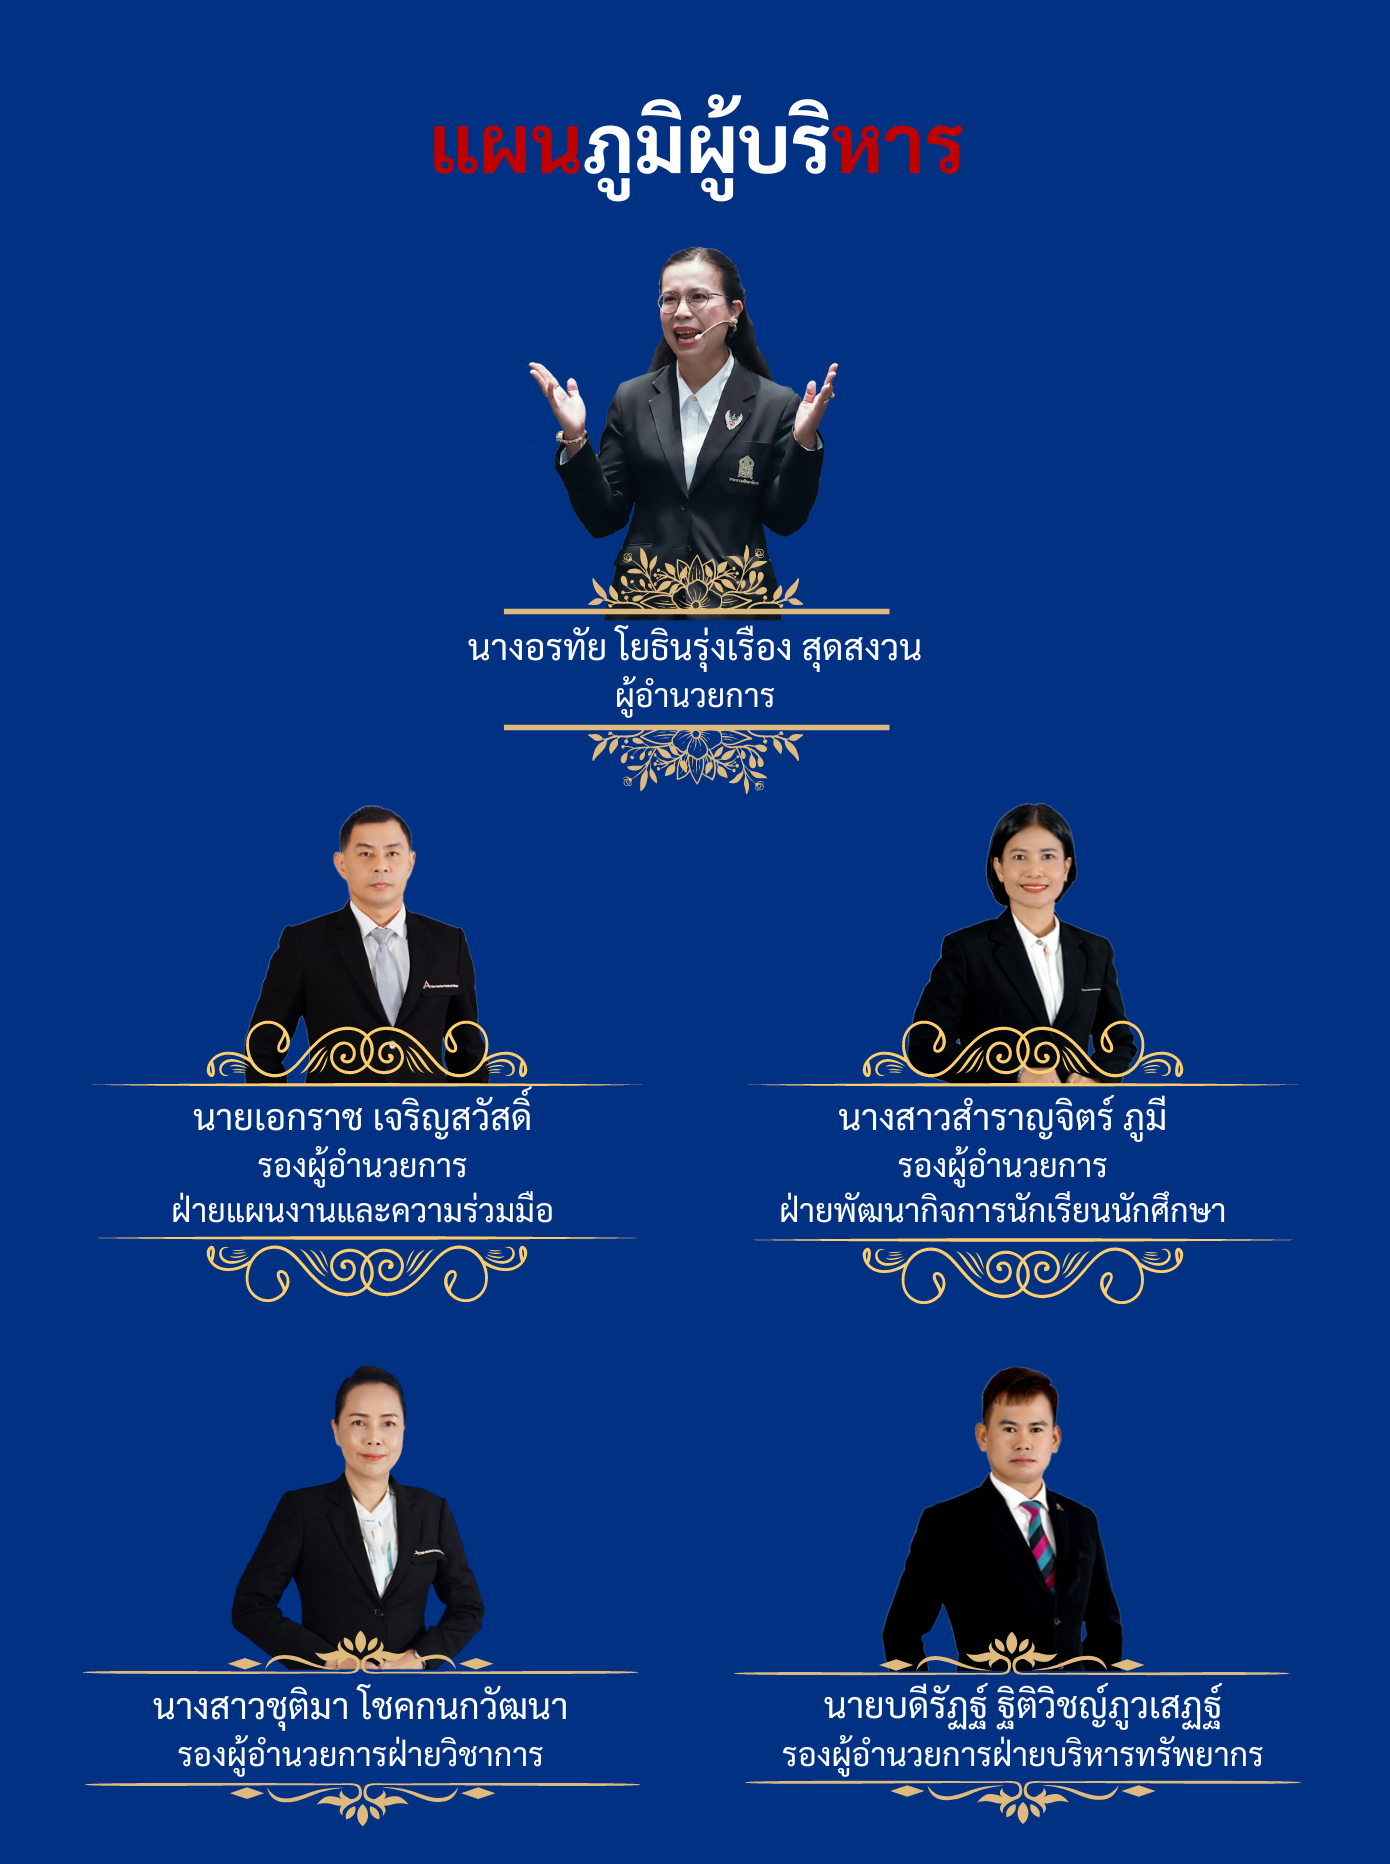 แผนภูมิผู้บริหาร
นางอรทัย โยธินรุ่งเรือง สุดสงวน
ผู้อำนวยการ
นายเอกราช เจริญสวัสดิ์
รองผู้อำนวยการ
ฝ่ายแผนงานและความร่วมมือ
นางสาวสำราญจิตร์ ภูมี
รองผู้อำนวยการ
ฝ่ายพัฒนากิจการนักเรียนนักศึกษา
นางสาวชุติมา โชคกนกวัฒนา
รองผู้อำนวยการฝ่ายวิชาการ
นายบดีรัฏฐ์ ฐิติวิชญ์ภูวเสฏฐ์
รองผู้อำนวยการฝ่ายบริหารทรัพยากร